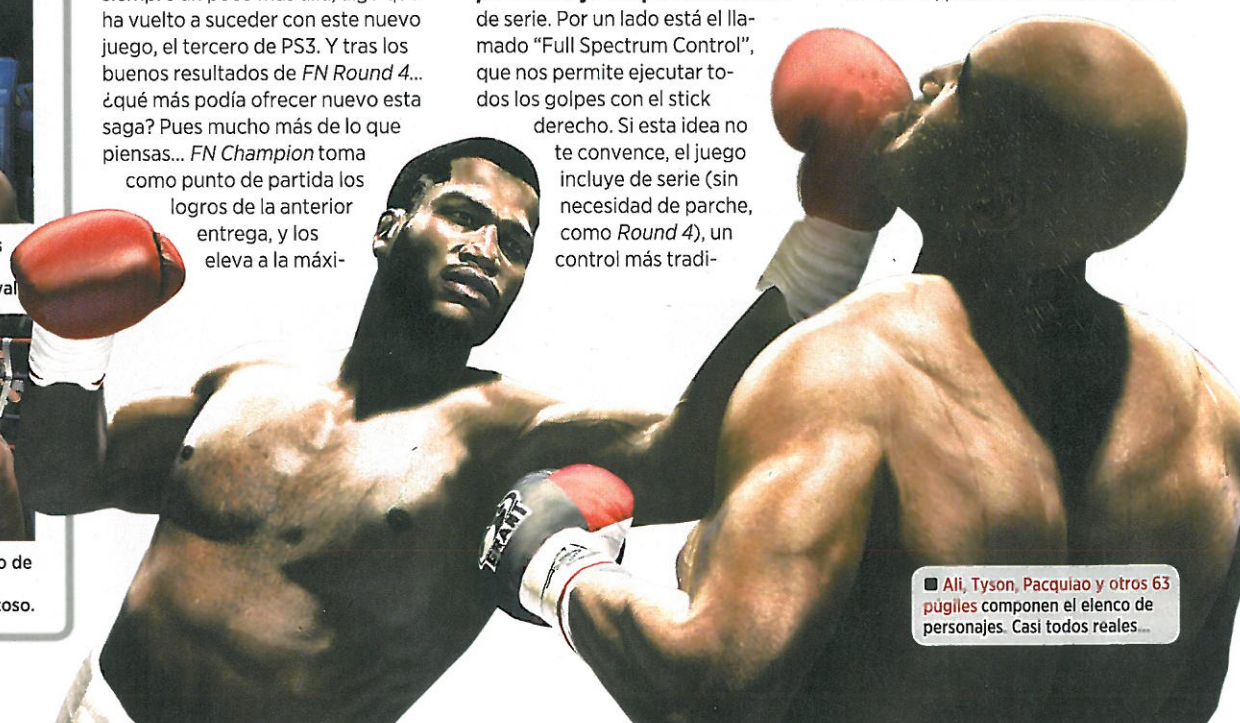 ha vuelto a suceder con este nuevo
juego, el tercero de PS3. Y tras los
buenos resultados de FN Round 4...
¿qué más podía ofrecer nuevo esta
saga? Pues mucho más de lo que
piensas... FN Champion toma
como punto de partida los
logros de la anterior
entrega, y los
eleva a la máxi-
de serie. Por un lado está el lla-
mado “Full Spectrum Control”,
que nos permite ejecutar to-
dos los golpes con el stick
derecho. Si esta idea no
te convence, el juego
incluye de serie (sin
necesidad de parche,
como Round 4), un
control más tradi-
o de
oso.
GRANT
■ Ali, Tyson, Pacquiao y otros 63
púgiles componen el elenco de
personajes. Casi todos reales...